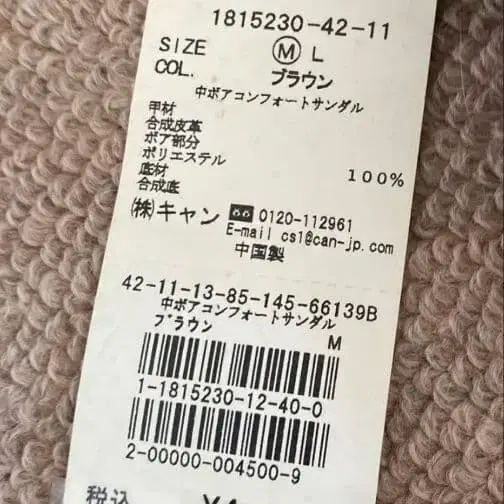 1815230-42-11
SIZE Ⓜ L
COL. ブラウン
中ボアコンフォートサンダル
甲材
合成皮革
ボア部分
ポリエステル 100%
底材
合成底
㈱キャン 0120-112961
E-mail cs1@can-jp.com
中国製
42-11-13-85-145-66139B
中ボアコンフォートサンダル
ブラウン M
1-1815230-12-40-0
2-00000-004500-9
税込